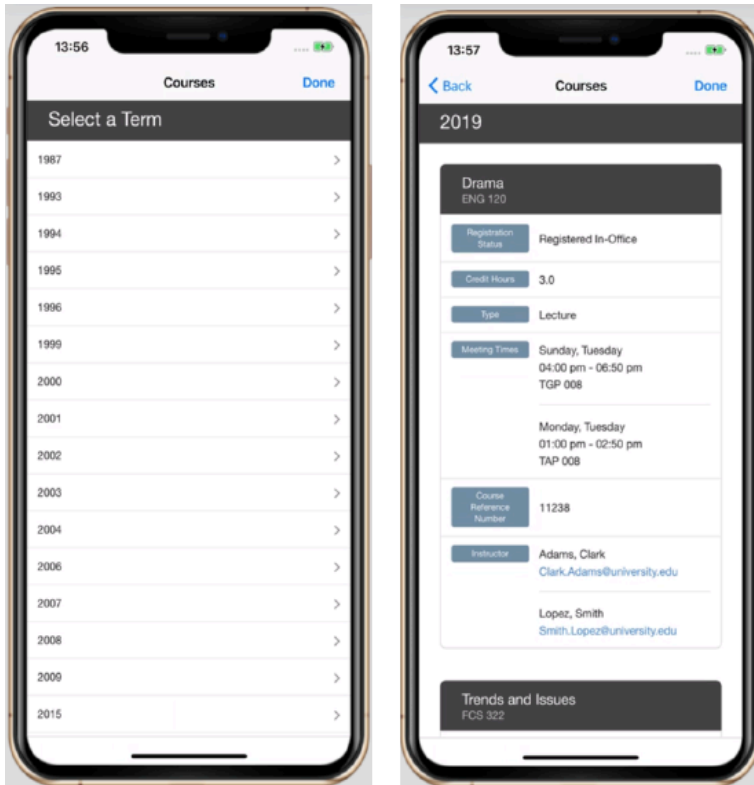 13:56
Courses
Done
Select a Term
1987
1993
1994
1995
1996
1999
2000
2001
2002
2003
2004
2006
2007
2008
2009
2015
13:57
Back
Courses
Done
2019
Drama
ENG 120
Registration
Status
Registered In-Office
Credit Hours
3.0
Type
Lecture
Meeting Times
Sunday, Tuesday
04:00 pm - 06:50 pm
TGP 008
Monday, Tuesday
01:00 pm - 02:50 pm
TAP 008
Course
Reference
Number
11238
Instructor
Adams, Clark
Clark.Adams@university.edu
Lopez, Smith
Smith.Lopez@university.edu
Trends and Issues
FCS 322